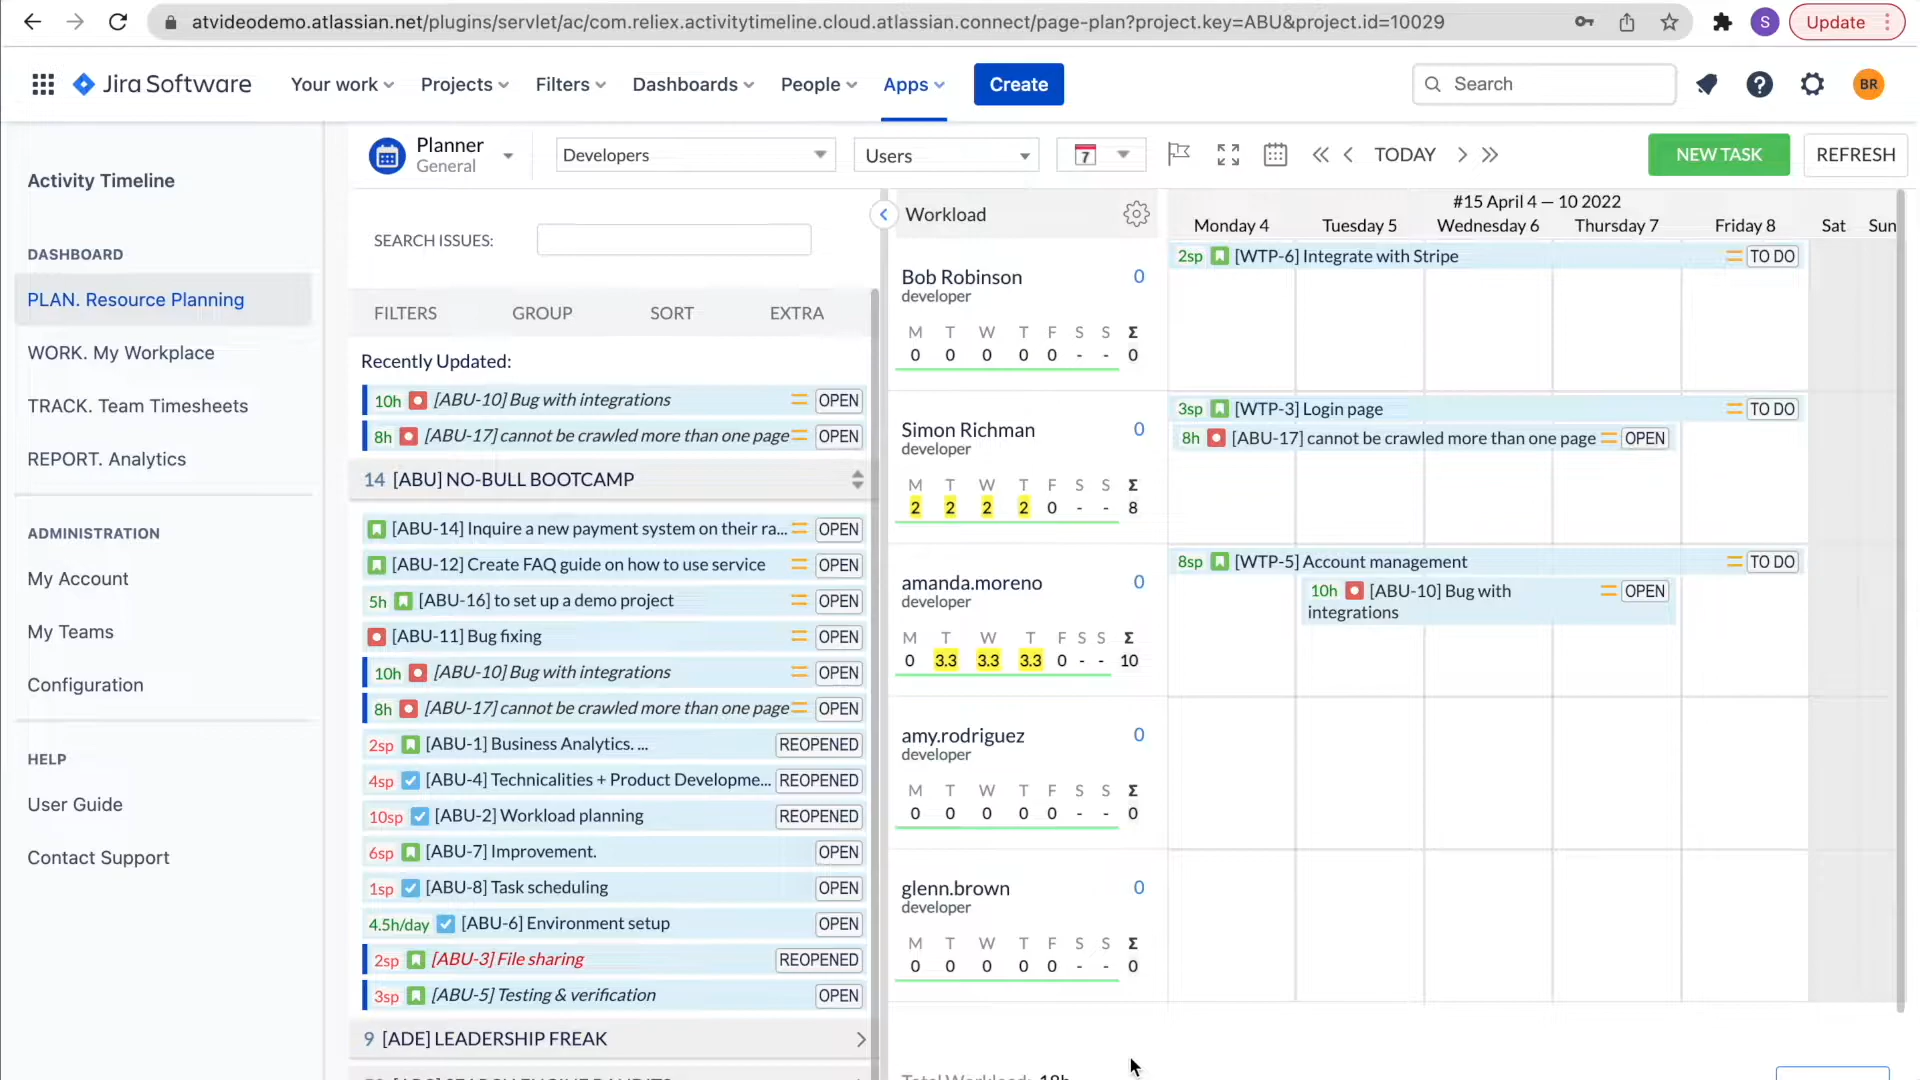 atvideodemo.atlassian.net/plugins/servlet/ac/com.reliex.activitytimeline.cloud.atlassian.connect/page-plan?project.key=ABU&project.id=10029
S
Update
Jira Software
Your work
Projects
Filters
Dashboards
People
Apps
Create
Search
BR
Activity Timeline
DASHBOARD
PLAN. Resource Planning
WORK. My Workplace
TRACK. Team Timesheets
REPORT. Analytics
ADMINISTRATION
My Account
My Teams
Configuration
HELP
User Guide
Contact Support
Planner
General
Developers
Users
7
TODAY
NEW TASK
REFRESH
SEARCH ISSUES:
FILTERS GROUP SORT EXTRA
Recently Updated:
10h [ABU-10] Bug with integrations OPEN
8h [ABU-17] cannot be crawled more than one page OPEN
14 [ABU] NO-BULL BOOTCAMP
[ABU-14] Inquire a new payment system on their ra... OPEN
[ABU-12] Create FAQ guide on how to use service OPEN
5h [ABU-16] to set up a demo project OPEN
[ABU-11] Bug fixing OPEN
10h [ABU-10] Bug with integrations OPEN
8h [ABU-17] cannot be crawled more than one page OPEN
2sp [ABU-1] Business Analytics. ... REOPENED
4sp [ABU-4] Technicalities + Product Developme... REOPENED
10sp [ABU-2] Workload planning REOPENED
6sp [ABU-7] Improvement. OPEN
1sp [ABU-8] Task scheduling OPEN
4.5h/day [ABU-6] Environment setup OPEN
2sp [ABU-3] File sharing REOPENED
3sp [ABU-5] Testing & verification OPEN
9 [ADE] LEADERSHIP FREAK
Workload
#15 April 4 — 10 2022
Monday 4 Tuesday 5 Wednesday 6 Thursday 7 Friday 8 Sat Sun
Bob Robinson 0
developer
M T W T F S S Σ
0 0 0 0 0 - - 0
2sp [WTP-6] Integrate with Stripe TO DO
Simon Richman 0
developer
M T W T F S S Σ
2 2 2 2 0 - - 8
3sp [WTP-3] Login page TO DO
8h [ABU-17] cannot be crawled more than one page OPEN
amanda.moreno 0
developer
M T W T F S S Σ
0 3.3 3.3 3.3 0 - - 10
8sp [WTP-5] Account management TO DO
10h [ABU-10] Bug with OPEN
integrations
amy.rodriguez 0
developer
M T W T F S S Σ
0 0 0 0 0 - - 0
glenn.brown 0
developer
M T W T F S S Σ
0 0 0 0 0 - - 0
Total Workload: 18h